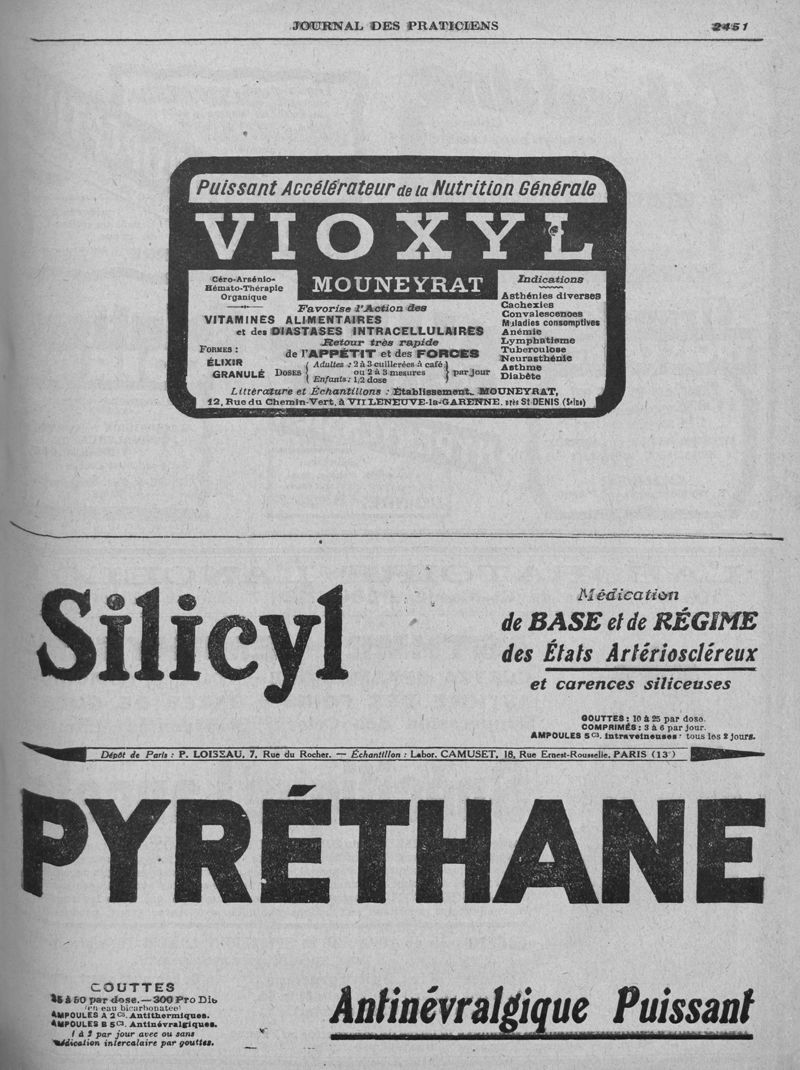 JOURNAL DES PRATICIENS
2451
Puissant Accélérateur de la Nutrition Générale
VIOXYL
MOUNEYRAT
Céro-Arsénio-
Hémato-Thérapie
Organique
Favorise l'Action des
VITAMINES ALIMENTAIRES
et des DIASTASES INTRACELLULAIRES
Retour très rapide
de l'APPÉTIT et des FORCES
FORMES :
ÉLIXIR
GRANULÉ
DOSES
Adultes : 2 à 3 cuillerées à café
ou 2 à 3 mesures
Enfants : 1/2 dose
par jour
Indications
Asthénies diverses
Cachexies
Convalescences
Maladies consomptives
Anémie
Lymphatisme
Tuberculose
Neurasthénie
Asthme
Diabète
Littérature et Échantillons : Établissement. MOUNEYRAT,
12, Rue du Chemin-Vert, à VILLENEUVE-la-GARENNE, près St-DENIS (Seine)
Silicyl
Médication
de BASE et de RÉGIME
des États Artérioscléreux
et carences siliceuses
GOUTTES : 10 à 25 par dose.
COMPRIMÉS : 3 à 6 par jour.
AMPOULES 5 cc. intraveineuses : tous les 2 jours.
Dépôt de Paris : P. LOISEAU, 7, Rue du Rocher. — Échantillon : Labor. CAMUSET, 18, Rue Ernest-Rousselle, PARIS (13e)
PYRÉTHANE
GOUTTES
25 à 50 par dose. — 300 Pro Die
(en eau bicarbonatée)
AMPOULES A 2 cc. Antithermiques.
AMPOULES B 5 cc. Antinévralgiques.
1 à 2 par jour avec ou sans
médication intercalaire par gouttes.
Antinévralgique Puissant